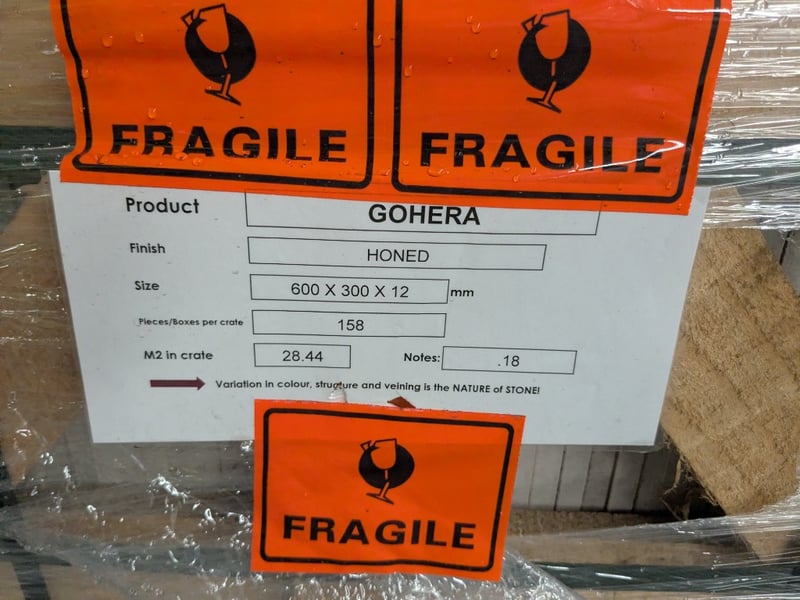 FRAGILE FRAGILE
Product GOHERA
Finish HONED
Size 600 X 300 X 12 mm
Pieces/Boxes per crate 158
M2 in crate 28.44 Notes: .18
Variation in colour, structure and veining is the NATURE of STONE!
FRAGILE